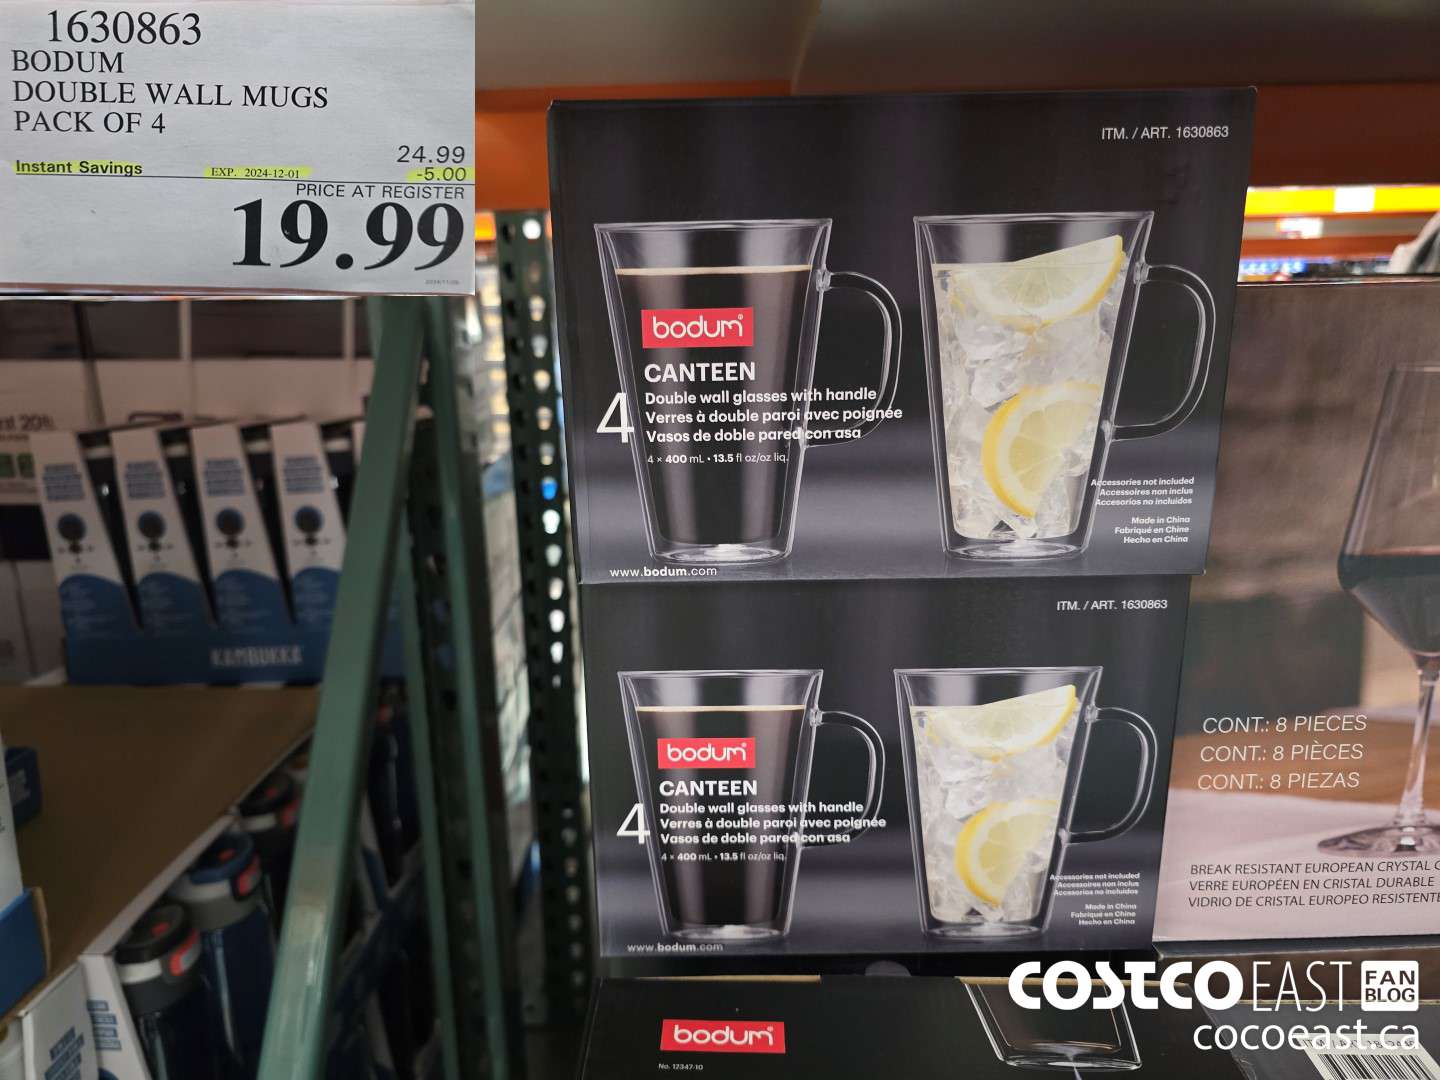 1630863
BODUM
DOUBLE WALL MUGS
PACK OF 4
24.99
Instant Savings EXP. 2024-12-01 -5.00
PRICE AT REGISTER
19.99
ITM. / ART. 1630863
bodum®
CANTEEN
4
Double wall glasses with handle
Verres à double paroi avec poignée
Vasos de doble pared con asa
4 × 400 mL • 13.5 fl oz/oz liq.
Accessories not included
Accessoires non inclus
Accesorios no incluidos
Made in China
Fabriqué en Chine
Hecho en China
www.bodum.com
ITM. / ART. 1630863
bodum®
CANTEEN
4
Double wall glasses with handle
Verres à double paroi avec poignée
Vasos de doble pared con asa
4 × 400 mL • 13.5 fl oz/oz liq.
Accessories not included
Accessoires non inclus
Accesorios no incluidos
Made in China
Fabriqué en Chine
Hecho en China
www.bodum.com
bodum®
No. 12347-10
KAMBUKKA
CONT.: 8 PIECES
CONT.: 8 PIÈCES
CONT.: 8 PIEZAS
BREAK RESISTANT EUROPEAN CRYSTAL
VERRE EUROPÉEN EN CRISTAL DURABLE
VIDRIO DE CRISTAL EUROPEO RESISTENTE
COSTCO EAST FAN BLOG
cocoeast.ca